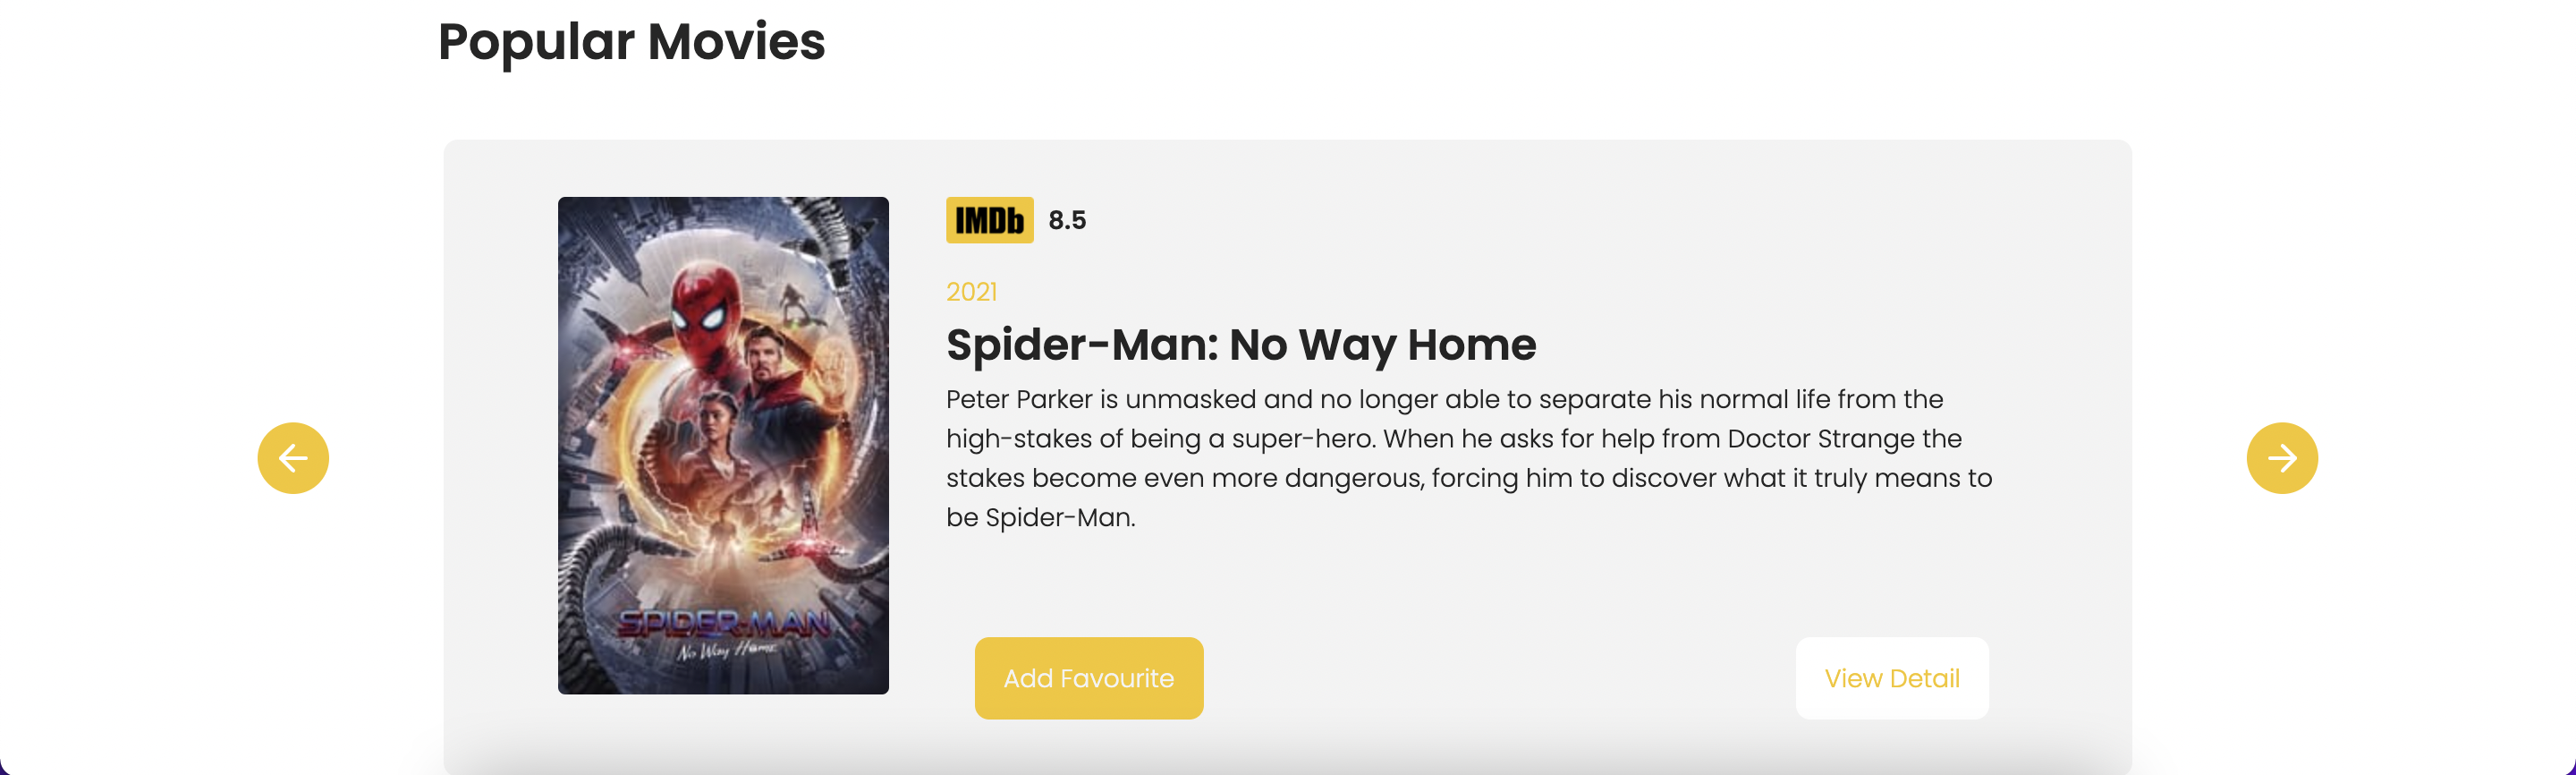 Popular Movies
IMDb 8.5
2021
Spider-Man: No Way Home
Peter Parker is unmasked and no longer able to separate his normal life from the
high-stakes of being a super-hero. When he asks for help from Doctor Strange the
stakes become even more dangerous, forcing him to discover what it truly means to
be Spider-Man.
SPIDER-MAN
No Way Home
Add Favourite
View Detail